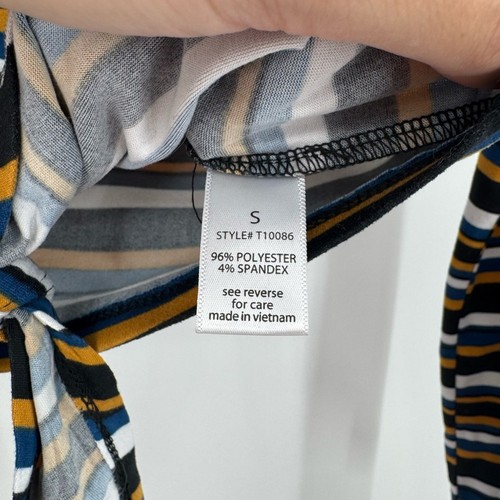 S
STYLE# T10086
96% POLYESTER
4% SPANDEX
see reverse
for care
made in vietnam